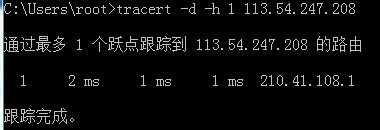 C:\Users\root>tracert -d -h 1 113.54.247.208
通过最多 1 个跃点跟踪到 113.54.247.208 的路由
1 2 ms 1 ms 1 ms 210.41.108.1
跟踪完成。